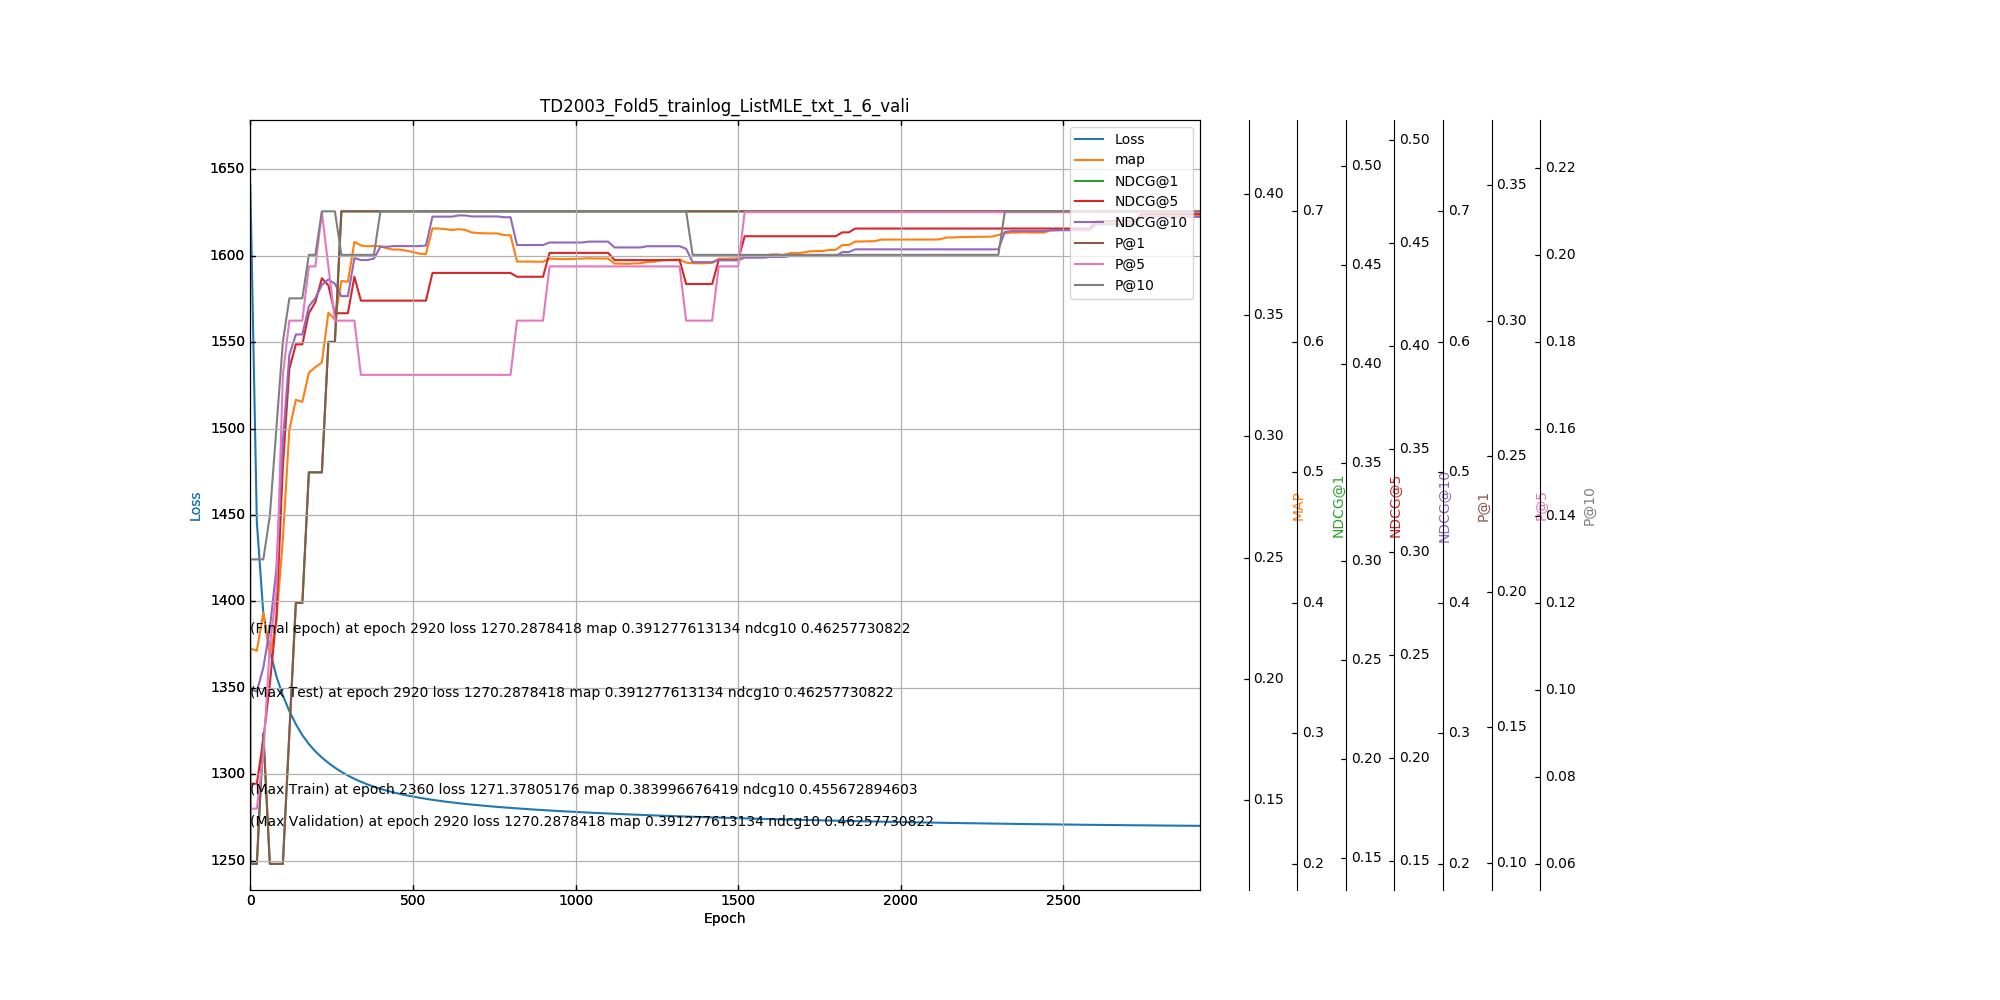 TD2003_Fold5_trainlog_ListMLE_txt_1_6_vali
Loss
map
NDCG@1
NDCG@5
NDCG@10
P@1
P@5
P@10
1650
1600
1550
1500
1450
1400
1350
1300
1250
Loss
(Final epoch) at epoch 2920 loss 1270.2878418 map 0.391277613134 ndcg10 0.46257730822
(Max Test) at epoch 2920 loss 1270.2878418 map 0.391277613134 ndcg10 0.46257730822
(Max Train) at epoch 2360 loss 1271.37805176 map 0.383996676419 ndcg10 0.455672894603
(Max Validation) at epoch 2920 loss 1270.2878418 map 0.391277613134 ndcg10 0.46257730822
0 500 1000 1500 2000 2500
Epoch
0.40
0.35
0.30
0.25
0.20
0.15
MAP
0.7
0.6
0.5
0.4
0.3
0.2
NDCG@1
0.50
0.45
0.40
0.35
0.30
0.25
0.20
0.15
NDCG@5
0.50
0.45
0.40
0.35
0.30
0.25
0.20
0.15
NDCG@10
0.7
0.6
0.5
0.4
0.3
0.2
P@1
0.35
0.30
0.25
0.20
0.15
0.10
P@5
0.22
0.20
0.18
0.16
0.14
0.12
0.10
0.08
0.06
P@10